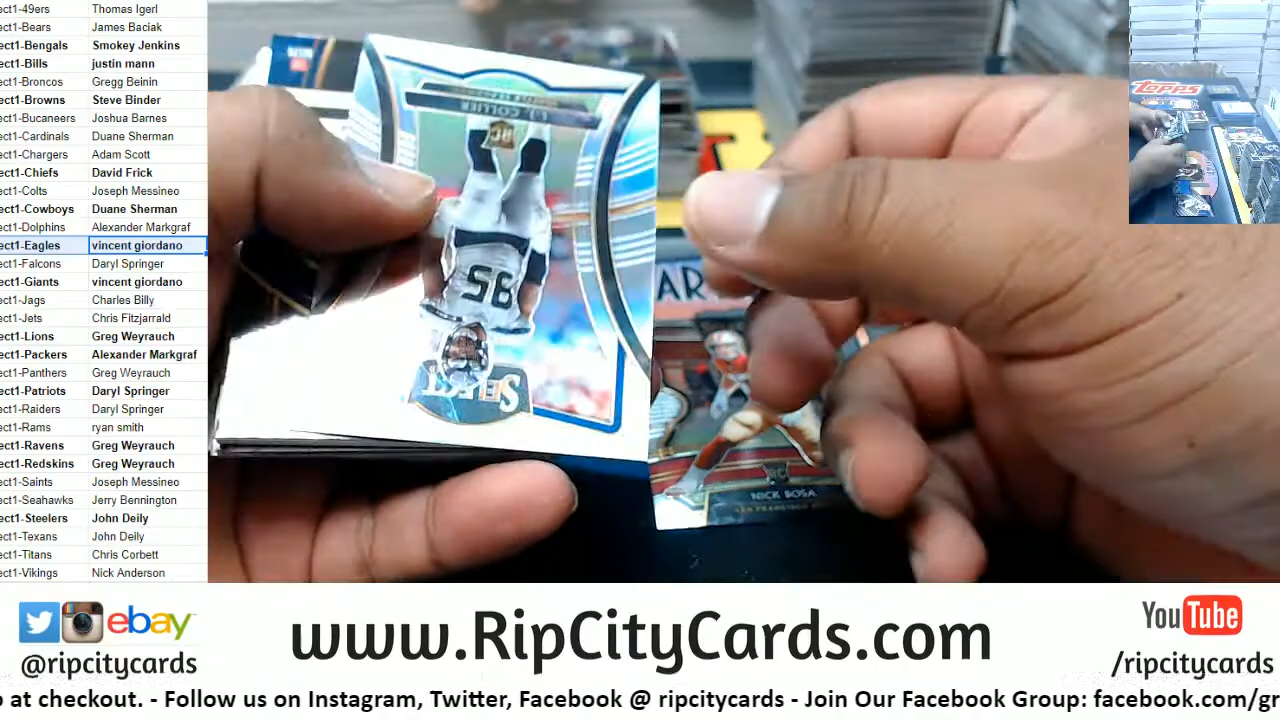 ect1-49ers Thomas Igerl
ect1-Bears James Baciak
ect1-Bengals Smokey Jenkins
ect1-Bills justin mann
ect1-Broncos Gregg Beinin
ect1-Browns Steve Binder
ect1-Bucaneers Joshua Barnes
ect1-Cardinals Duane Sherman
ect1-Chargers Adam Scott
ect1-Chiefs David Frick
ect1-Colts Joseph Messineo
ect1-Cowboys Duane Sherman
ect1-Dolphins Alexander Markgraf
ect1-Eagles vincent giordano
ect1-Falcons Daryl Springer
ect1-Giants vincent giordano
ect1-Jags Charles Billy
ect1-Jets Chris Fitzjarrald
ect1-Lions Greg Weyrauch
ect1-Packers Alexander Markgraf
ect1-Panthers Greg Weyrauch
ect1-Patriots Daryl Springer
ect1-Raiders Daryl Springer
ect1-Rams ryan smith
ect1-Ravens Greg Weyrauch
ect1-Redskins Greg Weyrauch
ect1-Saints Joseph Messineo
ect1-Seahawks Jerry Bennington
ect1-Steelers John Deily
ect1-Texans John Deily
ect1-Titans Chris Corbett
ect1-Vikings Nick Anderson
COLLIER
RC
95
SELECT
AR
NICK BOSA
SAN FRANCISCO
TOPPS
ebay
@ripcitycards
www.RipCityCards.com
YouTube
/ripcitycards
o at checkout. - Follow us on Instagram, Twitter, Facebook @ ripcitycards - Join Our Facebook Group: facebook.com/gr